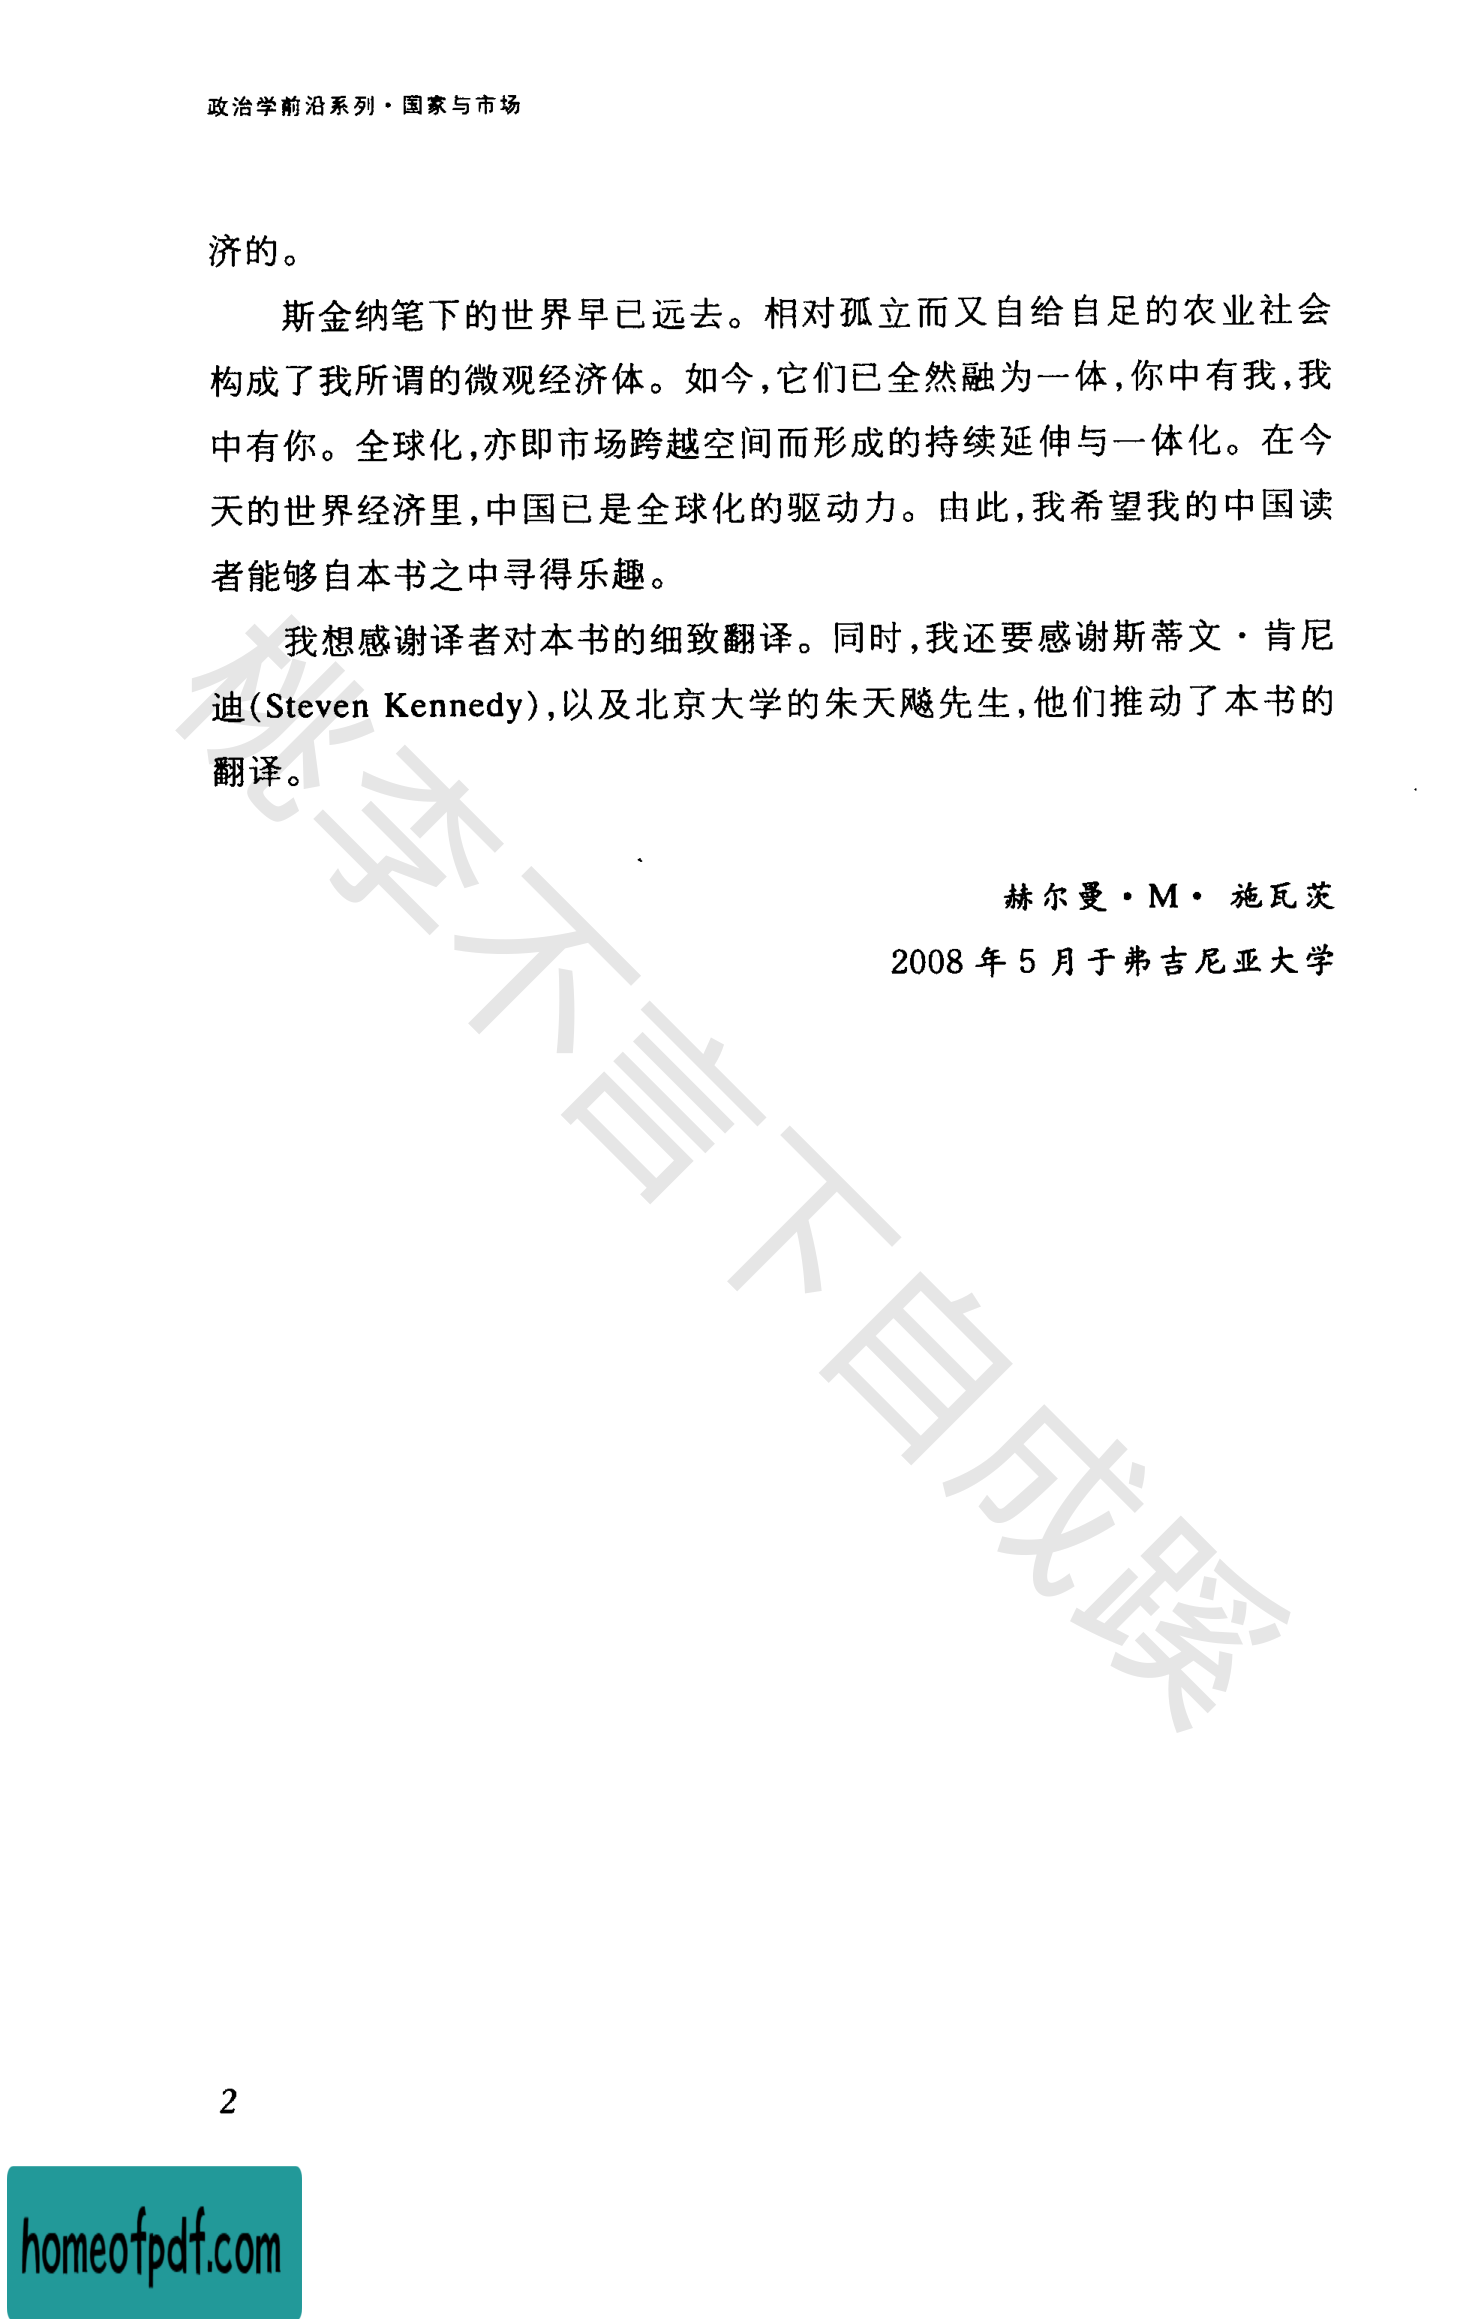 政治学前沿系列·国家与市场
济的。
斯金纳笔下的世界早已远去。相对孤立而又自给自足的农业社会
构成了我所谓的微观经济体。如今,它们已全然融为一体,你中有我,我
中有你。全球化,亦即市场跨越空间而形成的持续延伸与一体化。在今
天的世界经济里,中国已是全球化的驱动力。由此,我希望我的中国读
者能够自本书之中寻得乐趣。
我想感谢译者对本书的细致翻译。同时,我还要感谢斯蒂文·肯尼
迪(Steven Kennedy),以及北京大学的朱天飚先生,他们推动了本书的
翻译。
赫尔曼·M· 施瓦茨
2008 年 5 月于弗吉尼亚大学
桃李不言下自成蹊
2
homeofpdf.com